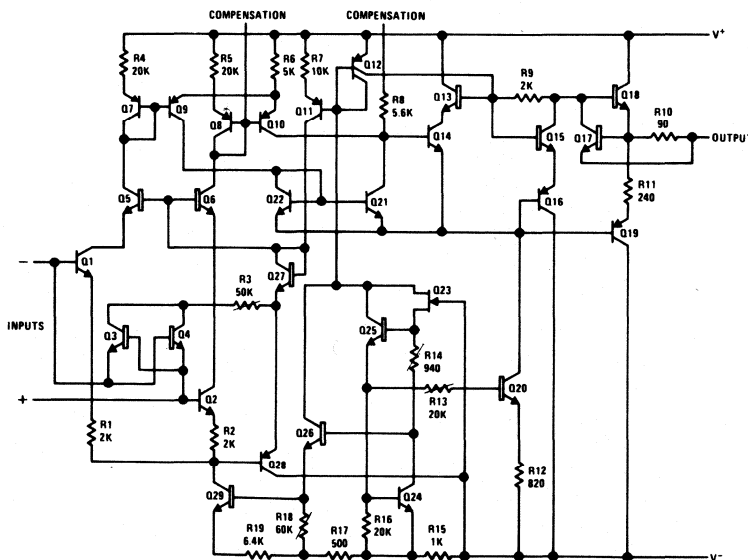 COMPENSATION COMPENSATION
V+
R4 20K
R5 20K
R6 5K
R7 10K
Q12
R8 5.6K
Q13
R9 2K
Q18
Q7
Q9
Q8
Q10
Q11
Q14
Q15
Q17
R10 90
OUTPUT
Q5
Q6
Q22
Q21
Q16
R11 240
Q19
Q1
−
Q27
Q23
R3 50K
INPUTS
Q3
Q4
Q25
R14 940
+
Q2
R13 20K
Q20
R1 2K
R2 2K
Q26
Q28
R12 820
Q29
Q24
R18 60K
R16 20K
R19 6.4K
R17 500
R15 1K
V−